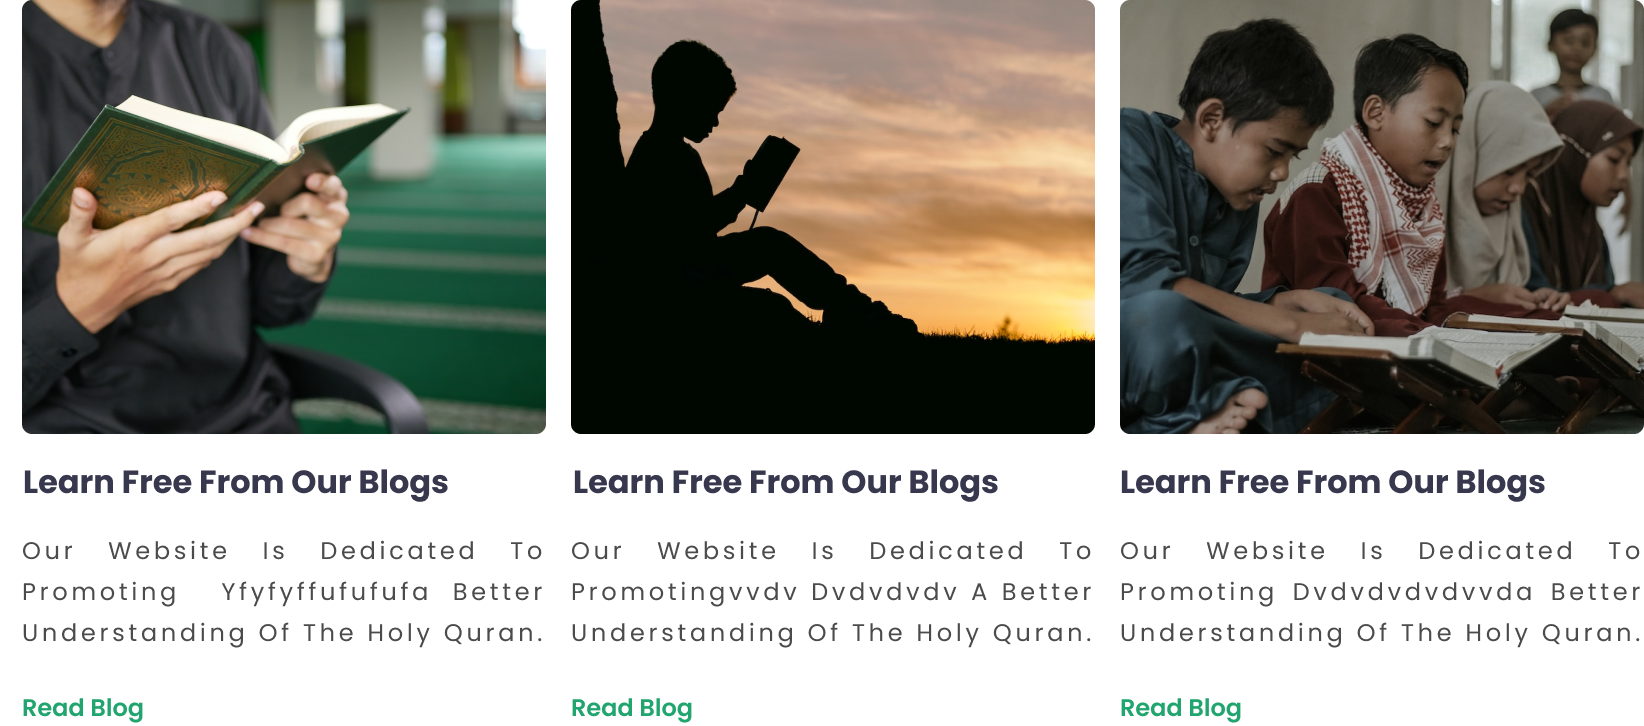 Learn Free From Our Blogs
Our Website Is Dedicated To
Promoting Yfyfyffufufufa Better
Understanding Of The Holy Quran.
Read Blog
Learn Free From Our Blogs
Our Website Is Dedicated To
Promotingvvdv Dvdvdvdv A Better
Understanding Of The Holy Quran.
Read Blog
Learn Free From Our Blogs
Our Website Is Dedicated To
Promoting Dvdvdvdvdvvda Better
Understanding Of The Holy Quran.
Read Blog